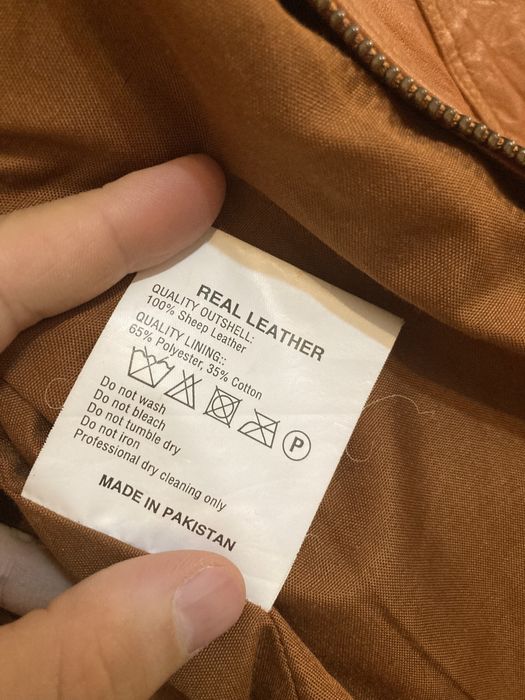 REAL LEATHER
QUALITY OUTSHELL:
100% Sheep Leather
QUALITY LINING::
65% Polyester, 35% Cotton
P
Do not wash
Do not bleach
Do not tumble dry
Do not iron
Professional dry cleaning only
MADE IN PAKISTAN